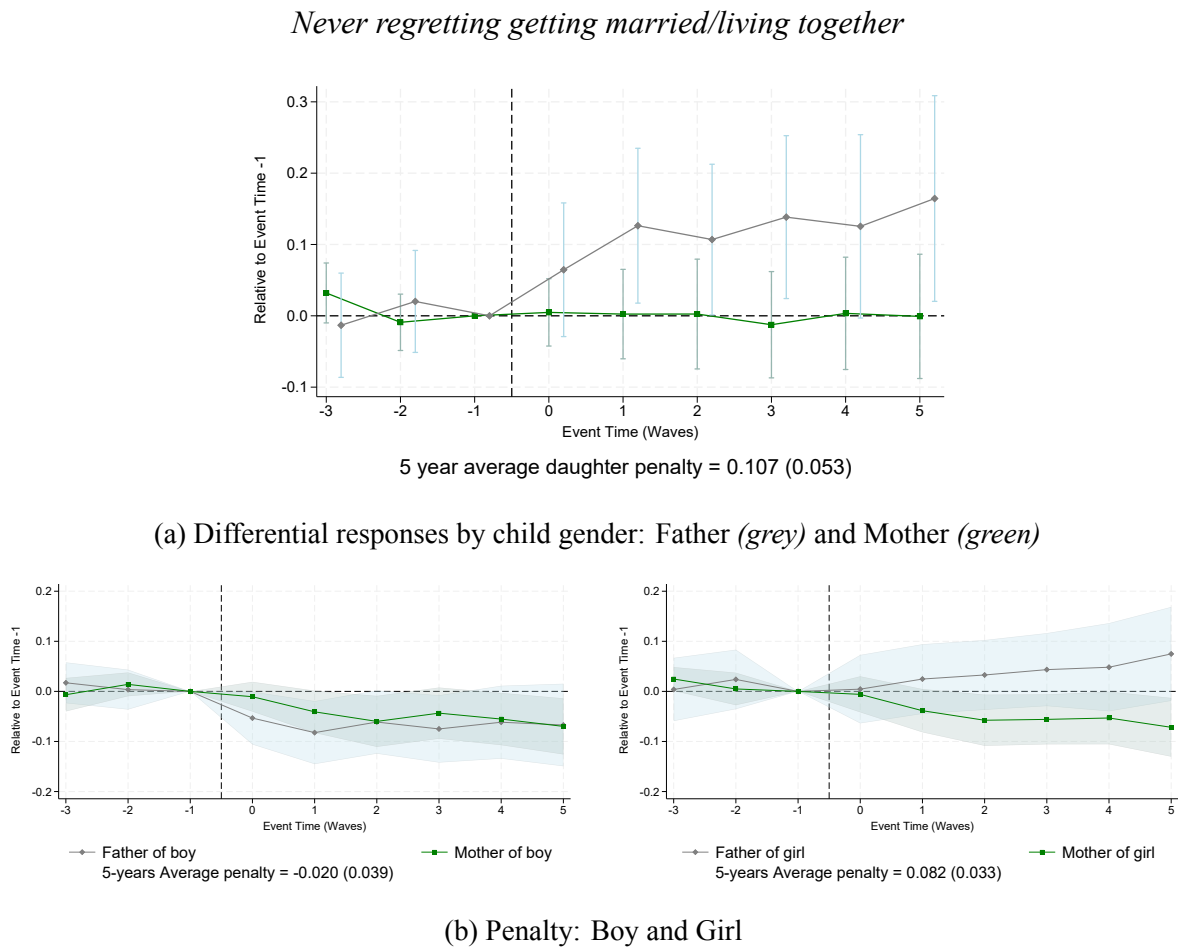 Never regretting getting married/living together
Relative to Event Time -1
0.3
0.2
0.1
0.0
-0.1
-3 -2 -1 0 1 2 3 4 5
Event Time (Waves)
5 year average daughter penalty = 0.107 (0.053)
(a) Differential responses by child gender: Father (grey) and Mother (green)
Relative to Event Time -1
0.2
0.1
0.0
-0.1
-0.2
-3 -2 -1 0 1 2 3 4 5
Event Time (Waves)
Father of boy Mother of boy
5-years Average penalty = -0.020 (0.039)
Relative to Event Time -1
0.2
0.1
0.0
-0.1
-0.2
-3 -2 -1 0 1 2 3 4 5
Event Time (Waves)
Father of girl Mother of girl
5-years Average penalty = 0.082 (0.033)
(b) Penalty: Boy and Girl